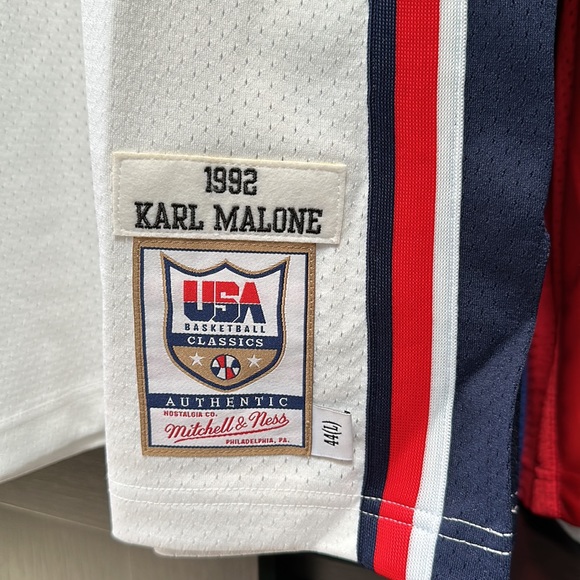 1992
KARL MALONE
USA
BASKETBALL
CLASSICS
AUTHENTIC
NOSTALGIA CO.
Mitchell & Ness
PHILADELPHIA, PA.
44(L)